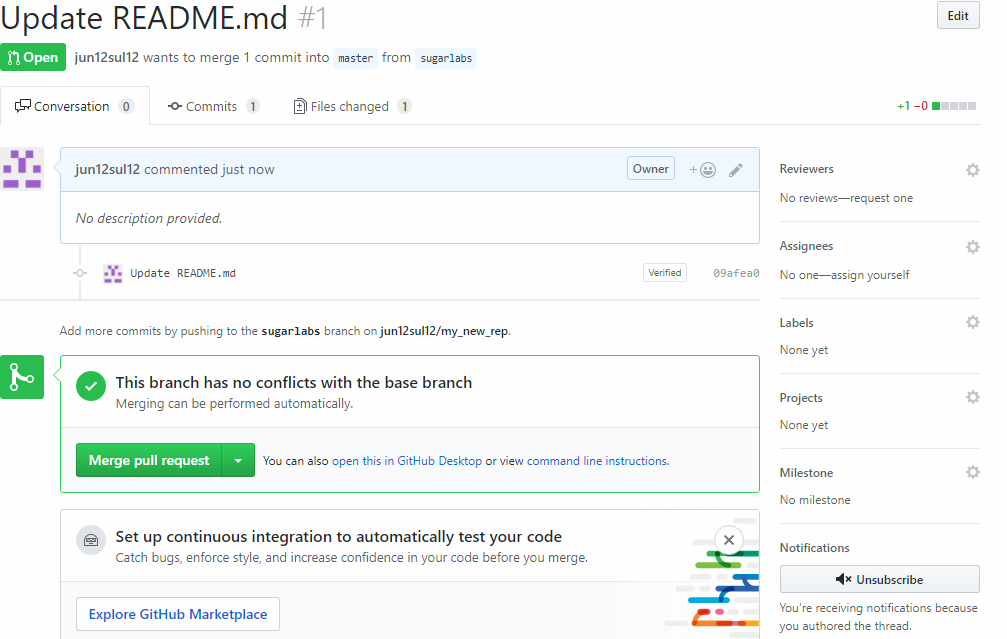 Update README.md #1
Edit
Open
jun12sul12 wants to merge 1 commit into master from sugarlabs
Conversation 0
Commits 1
Files changed 1
+1 −0
jun12sul12 commented just now
Owner
+
No description provided.
Update README.md
Verified
09afea0
Add more commits by pushing to the sugarlabs branch on jun12sul12/my_new_rep.
This branch has no conflicts with the base branch
Merging can be performed automatically.
Merge pull request
You can also open this in GitHub Desktop or view command line instructions.
Set up continuous integration to automatically test your code
Catch bugs, enforce style, and increase confidence in your code before you merge.
Explore GitHub Marketplace
Reviewers
No reviews—request one
Assignees
No one—assign yourself
Labels
None yet
Projects
None yet
Milestone
No milestone
Notifications
Unsubscribe
You're receiving notifications because
you authored the thread.